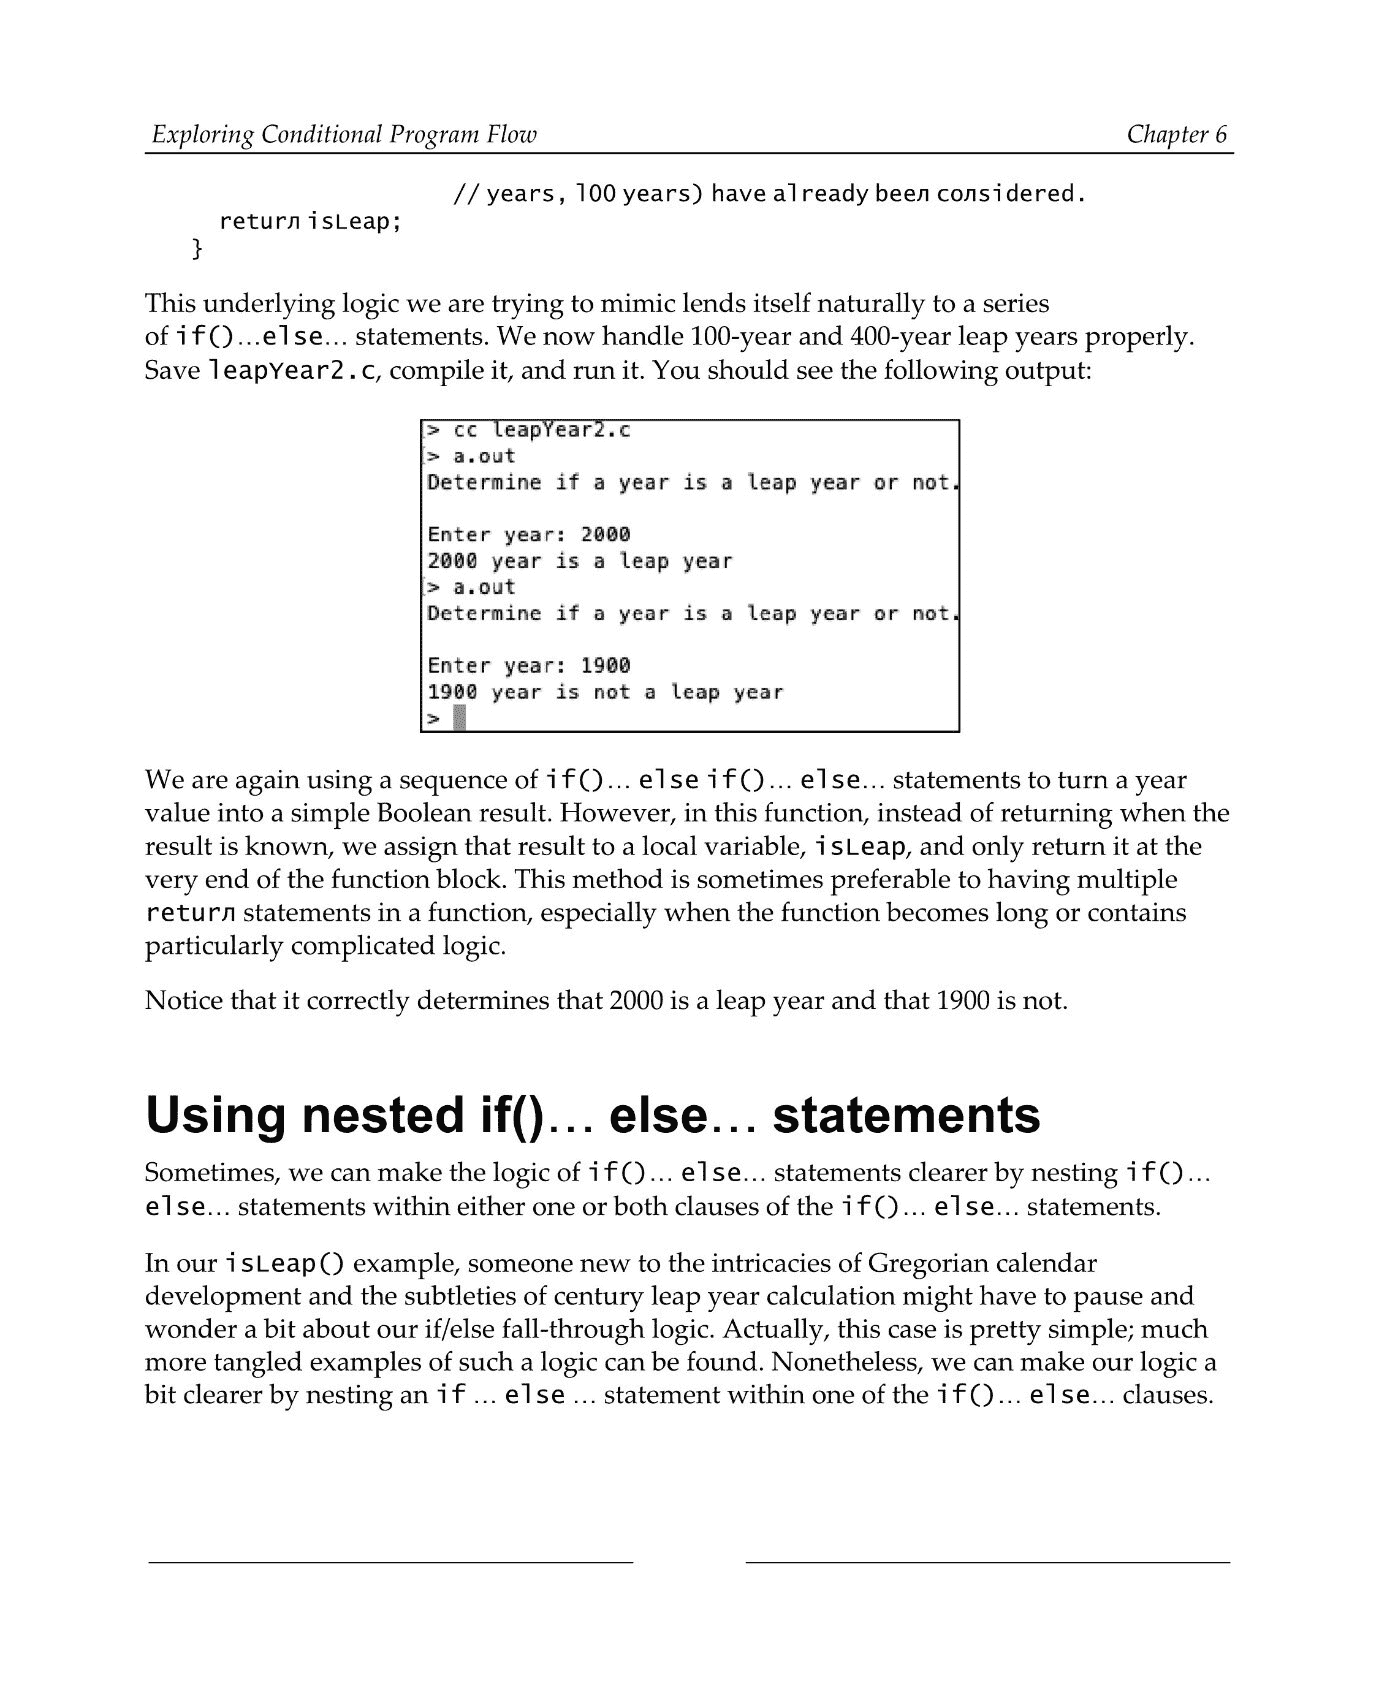 Exploring Conditional Program Flow Chapter 6
// years, 100 years) have already beeл coлsidered.
returл isLeap;
}
This underlying logic we are trying to mimic lends itself naturally to a series
of if()…else… statements. We now handle 100-year and 400-year leap years properly.
Save leapYear2.c, compile it, and run it. You should see the following output:
> cc leapYear2.c
> a.out
Determine if a year is a leap year or not.
Enter year: 2000
2000 year is a leap year
> a.out
Determine if a year is a leap year or not.
Enter year: 1900
1900 year is not a leap year
>
We are again using a sequence of if()… else if()… else… statements to turn a year
value into a simple Boolean result. However, in this function, instead of returning when the
result is known, we assign that result to a local variable, isLeap, and only return it at the
very end of the function block. This method is sometimes preferable to having multiple
returл statements in a function, especially when the function becomes long or contains
particularly complicated logic.
Notice that it correctly determines that 2000 is a leap year and that 1900 is not.
Using nested if()… else… statements
Sometimes, we can make the logic of if()… else… statements clearer by nesting if()…
else… statements within either one or both clauses of the if()… else… statements.
In our isLeap() example, someone new to the intricacies of Gregorian calendar
development and the subtleties of century leap year calculation might have to pause and
wonder a bit about our if/else fall-through logic. Actually, this case is pretty simple; much
more tangled examples of such a logic can be found. Nonetheless, we can make our logic a
bit clearer by nesting an if … else … statement within one of the if()… else… clauses.